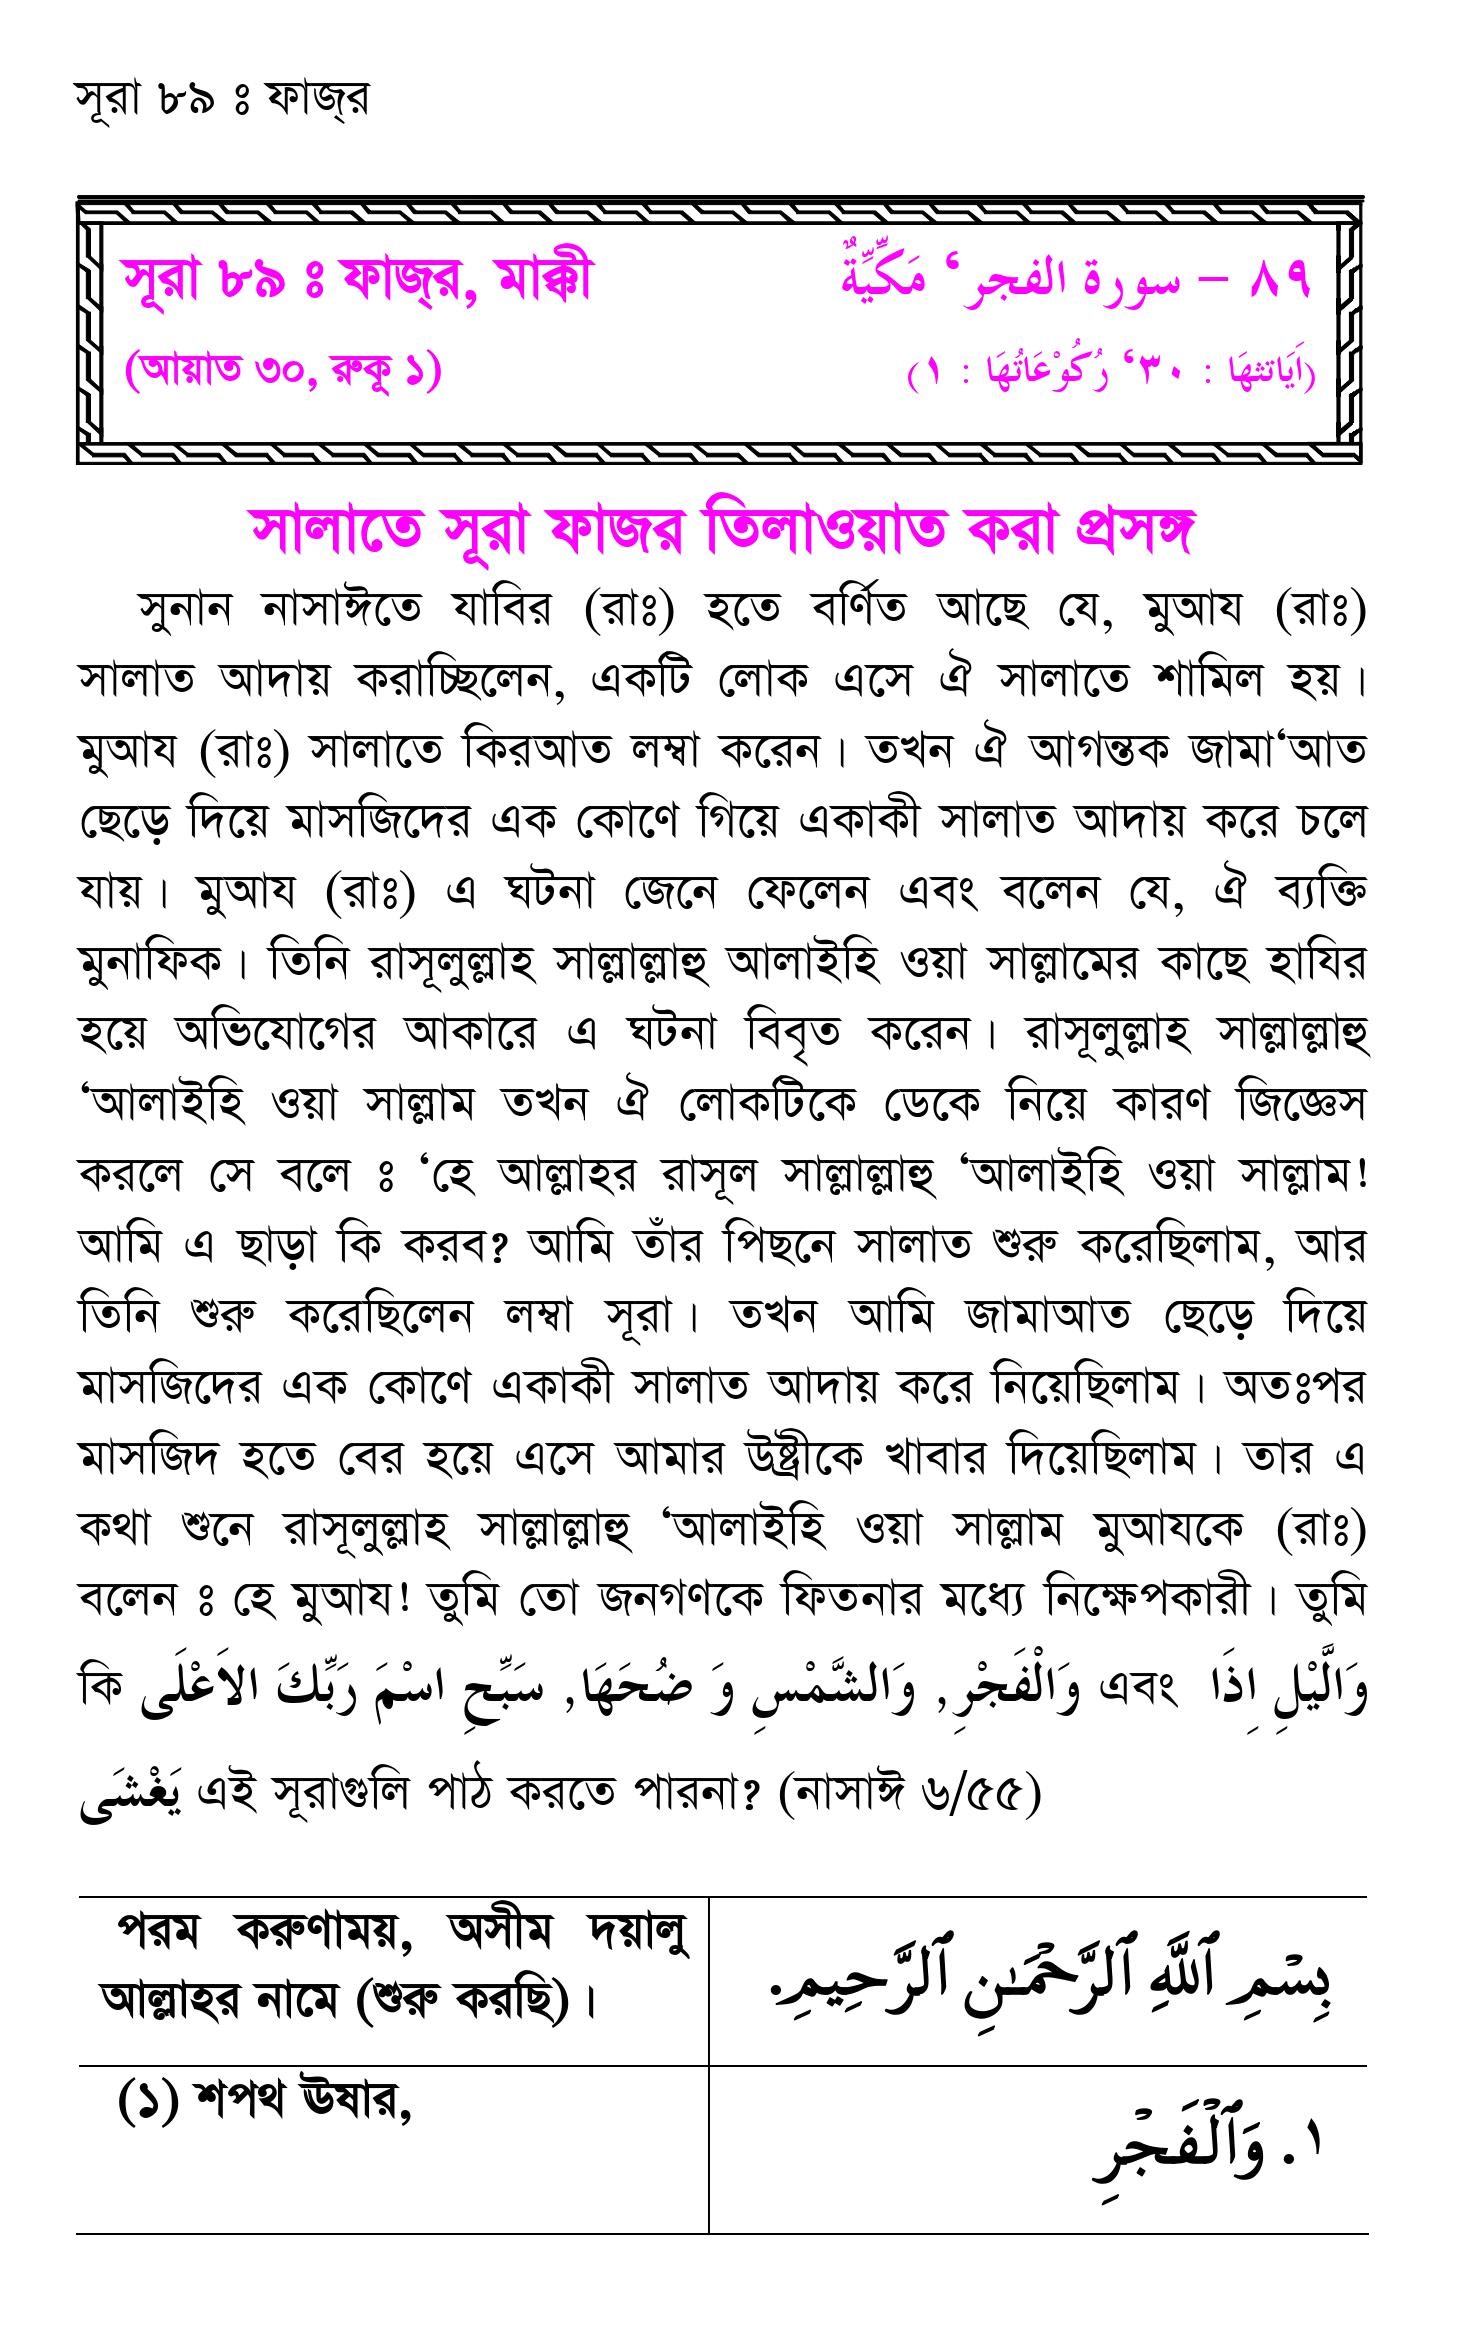 সূরা ৮৯ ঃ ফাজ্‌র
সূরা ৮৯ ঃ ফাজ্‌র, মাক্কী
٨٩ – سورة الفجر‘ مَكِّيَّةٌ
(আয়াত ৩০, রুকূ ১)
(اَيَاتثهَا : ٣٠‘ رُكُوْعَاتُهَا : ١)
সালাতে সূরা ফাজর তিলাওয়াত করা প্রসঙ্গ
সুনান নাসাঈতে যাবির (রাঃ) হতে বর্ণিত আছে যে, মুআয (রাঃ)
সালাত আদায় করাচ্ছিলেন, একটি লোক এসে ঐ সালাতে শামিল হয়।
মুআয (রাঃ) সালাতে কিরআত লম্বা করেন। তখন ঐ আগন্তক জামা‘আত
ছেড়ে দিয়ে মাসজিদের এক কোণে গিয়ে একাকী সালাত আদায় করে চলে
যায়। মুআয (রাঃ) এ ঘটনা জেনে ফেলেন এবং বলেন যে, ঐ ব্যক্তি
মুনাফিক। তিনি রাসূলুল্লাহ সাল্লাল্লাহু আলাইহি ওয়া সাল্লামের কাছে হাযির
হয়ে অভিযোগের আকারে এ ঘটনা বিবৃত করেন। রাসূলুল্লাহ সাল্লাল্লাহু
‘আলাইহি ওয়া সাল্লাম তখন ঐ লোকটিকে ডেকে নিয়ে কারণ জিজ্ঞেস
করলে সে বলে ঃ ‘হে আল্লাহর রাসূল সাল্লাল্লাহু ‘আলাইহি ওয়া সাল্লাম!
আমি এ ছাড়া কি করব? আমি তাঁর পিছনে সালাত শুরু করেছিলাম, আর
তিনি শুরু করেছিলেন লম্বা সূরা। তখন আমি জামাআত ছেড়ে দিয়ে
মাসজিদের এক কোণে একাকী সালাত আদায় করে নিয়েছিলাম। অতঃপর
মাসজিদ হতে বের হয়ে এসে আমার উষ্ট্রীকে খাবার দিয়েছিলাম। তার এ
কথা শুনে রাসূলুল্লাহ সাল্লাল্লাহু ‘আলাইহি ওয়া সাল্লাম মুআযকে (রাঃ)
বলেন ঃ হে মুআয! তুমি তো জনগণকে ফিতনার মধ্যে নিক্ষেপকারী। তুমি
কি سَبِّحِ اسْمَ رَبِّكَ الاَعْلَى, وَالشَّمْسِ وَ ضُحَهَا, وَالْفَجْرِ এবং وَالَّيْلِ اِذَا
يَغْشَى এই সূরাগুলি পাঠ করতে পারনা? (নাসাঈ ৬/৫৫)
পরম করুণাময়, অসীম দয়ালু
আল্লাহর নামে (শুরু করছি)।
بِسْمِ ٱللَّهِ ٱلرَّحْمَـٰنِ ٱلرَّحِيمِ.
(১) শপথ ঊষার,
١. وَٱلْفَجْرِ